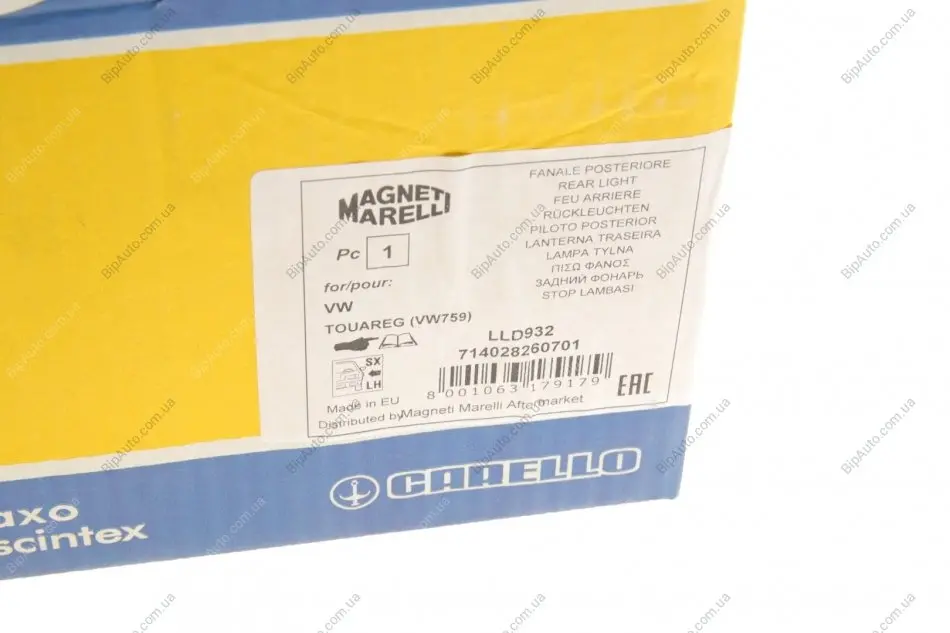 MAGNETI
MARELLI
Pc 1
for/pour:
VW
TOUAREG (VW759)
SX
LH
Made in EU
Distributed by Magneti Marelli Aftermarket
FANALE POSTERIORE
REAR LIGHT
FEU ARRIERE
RÜCKLEUCHTEN
PILOTO POSTERIOR
LANTERNA TRASEIRA
LAMPA TYLNA
ΠΙΣΩ ΦΑΝΟΣ
ЗАДНИЙ ФОНАРЬ
STOP LAMBASI
LLD932
714028260701
8 001063 179179
EAC
CARELLO
axo
scintex
BipAuto.com.ua